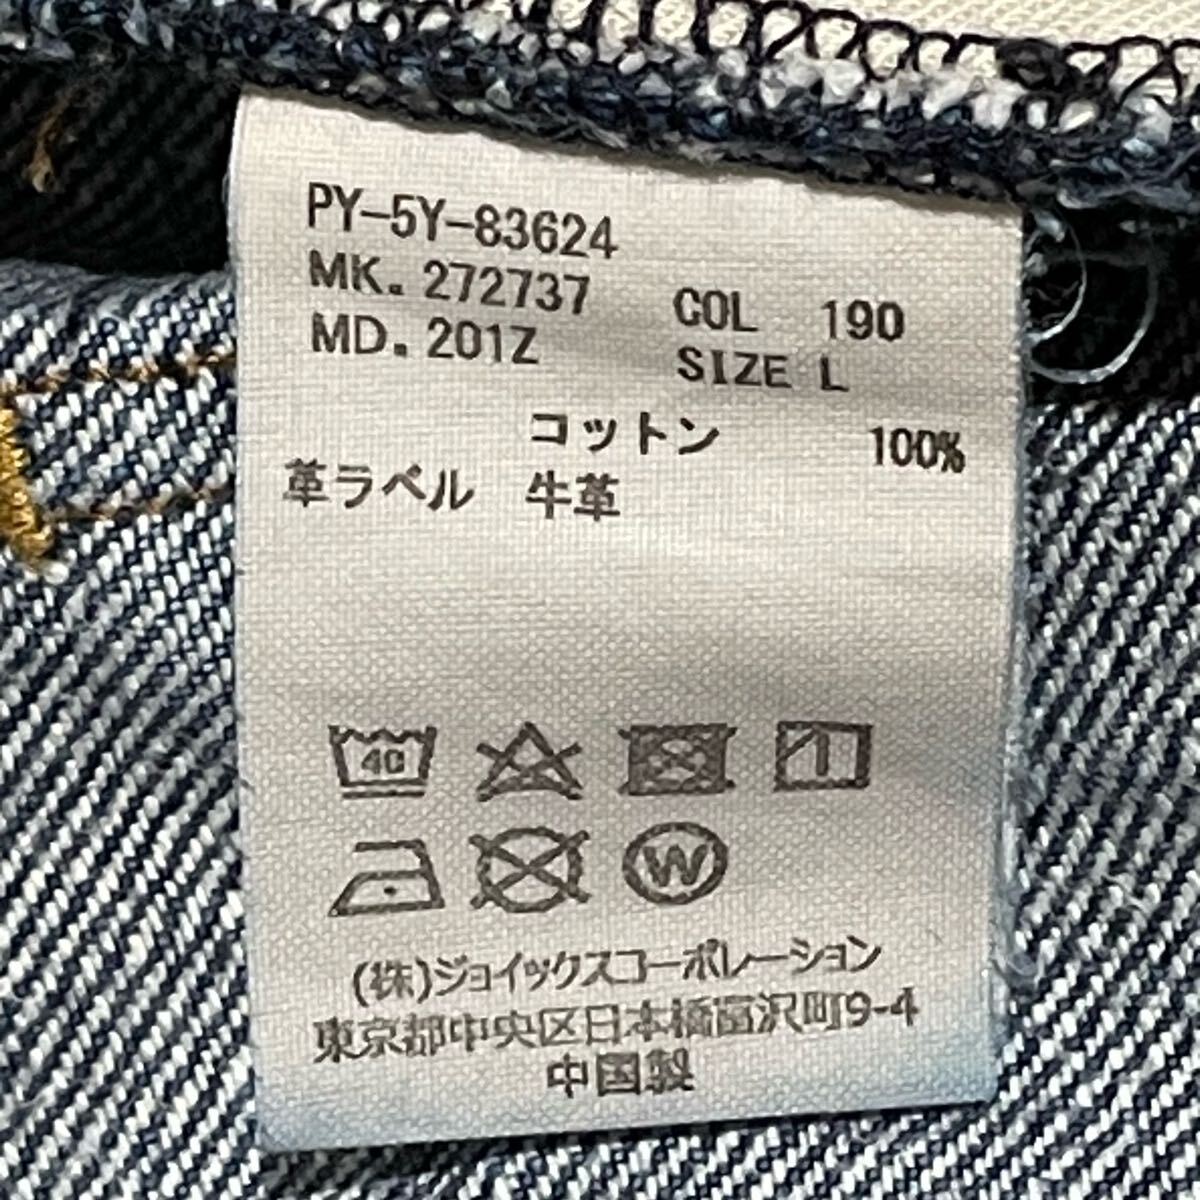 PY-5Y-83624
MK. 272737 COL 190
MD. 201Z SIZE L
コットン 100%
革ラベル 牛革
40
W
(株)ジョイックスコーポレーション
東京都中央区日本橋富沢町9-4
中国製